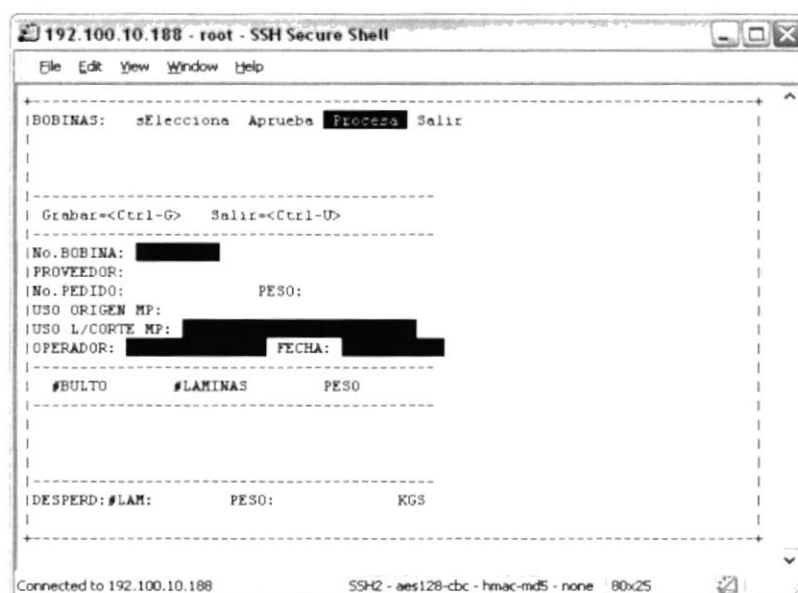 192.100.10.188 - root - SSH Secure Shell
File Edit View Window Help
BOBINAS: sElecciona Aprueba Procesa Salir
Grabar=<Ctrl-G> Salir=<Ctrl-U>
No.BOBINA:
PROVEEDOR:
No.PEDIDO: PESO:
USO ORIGEN MP:
USO L/CORTE MP:
OPERADOR: FECHA:
#BULTO #LAMINAS PESO
DESPERD:#LAM: PESO: KGS
Connected to 192.100.10.188 SSH2 - aes128-cbc - hmac-md5 - none 80x25